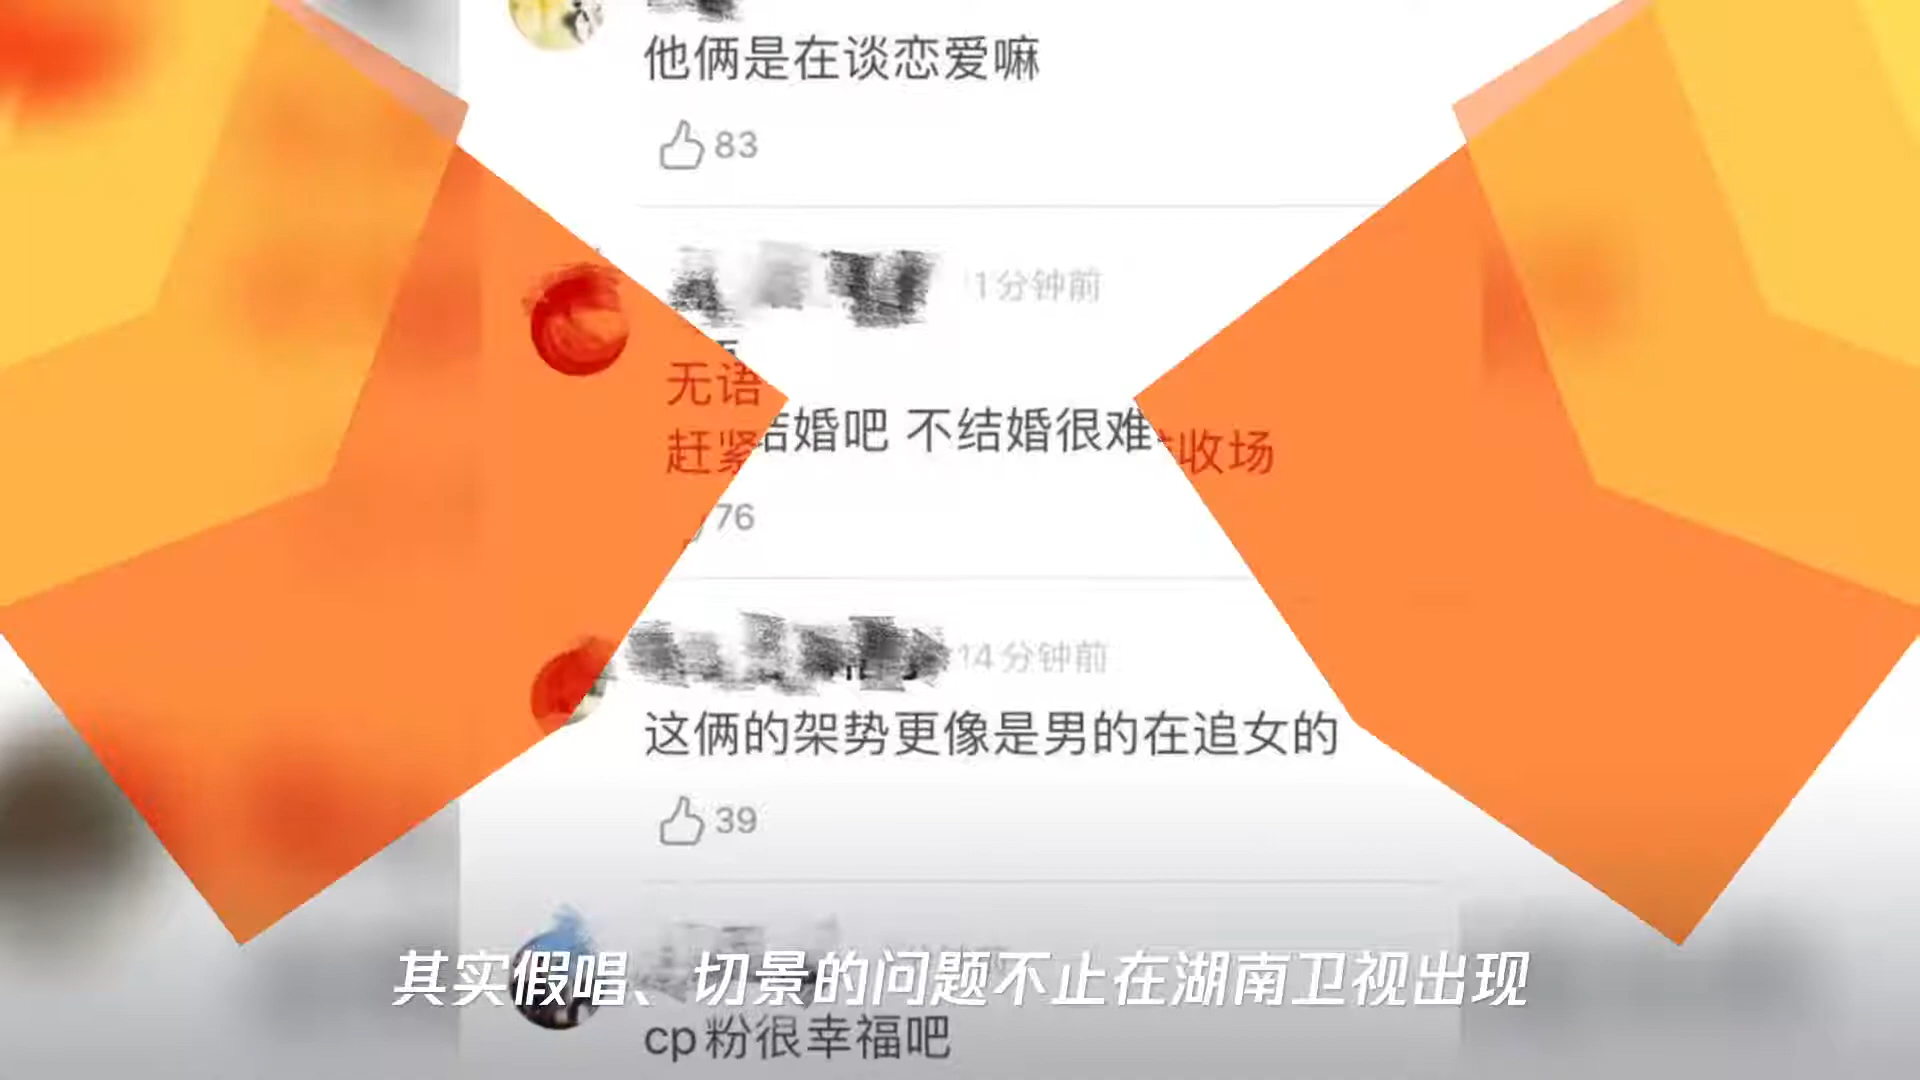 他俩是在谈恋爱嘛
83
1分钟前
无语
赶紧结婚吧 不结婚很难收场
76
14分钟前
这俩的架势更像是男的在追女的
39
其实假唱、切景的问题不止在湖南卫视出现
cp粉很幸福吧